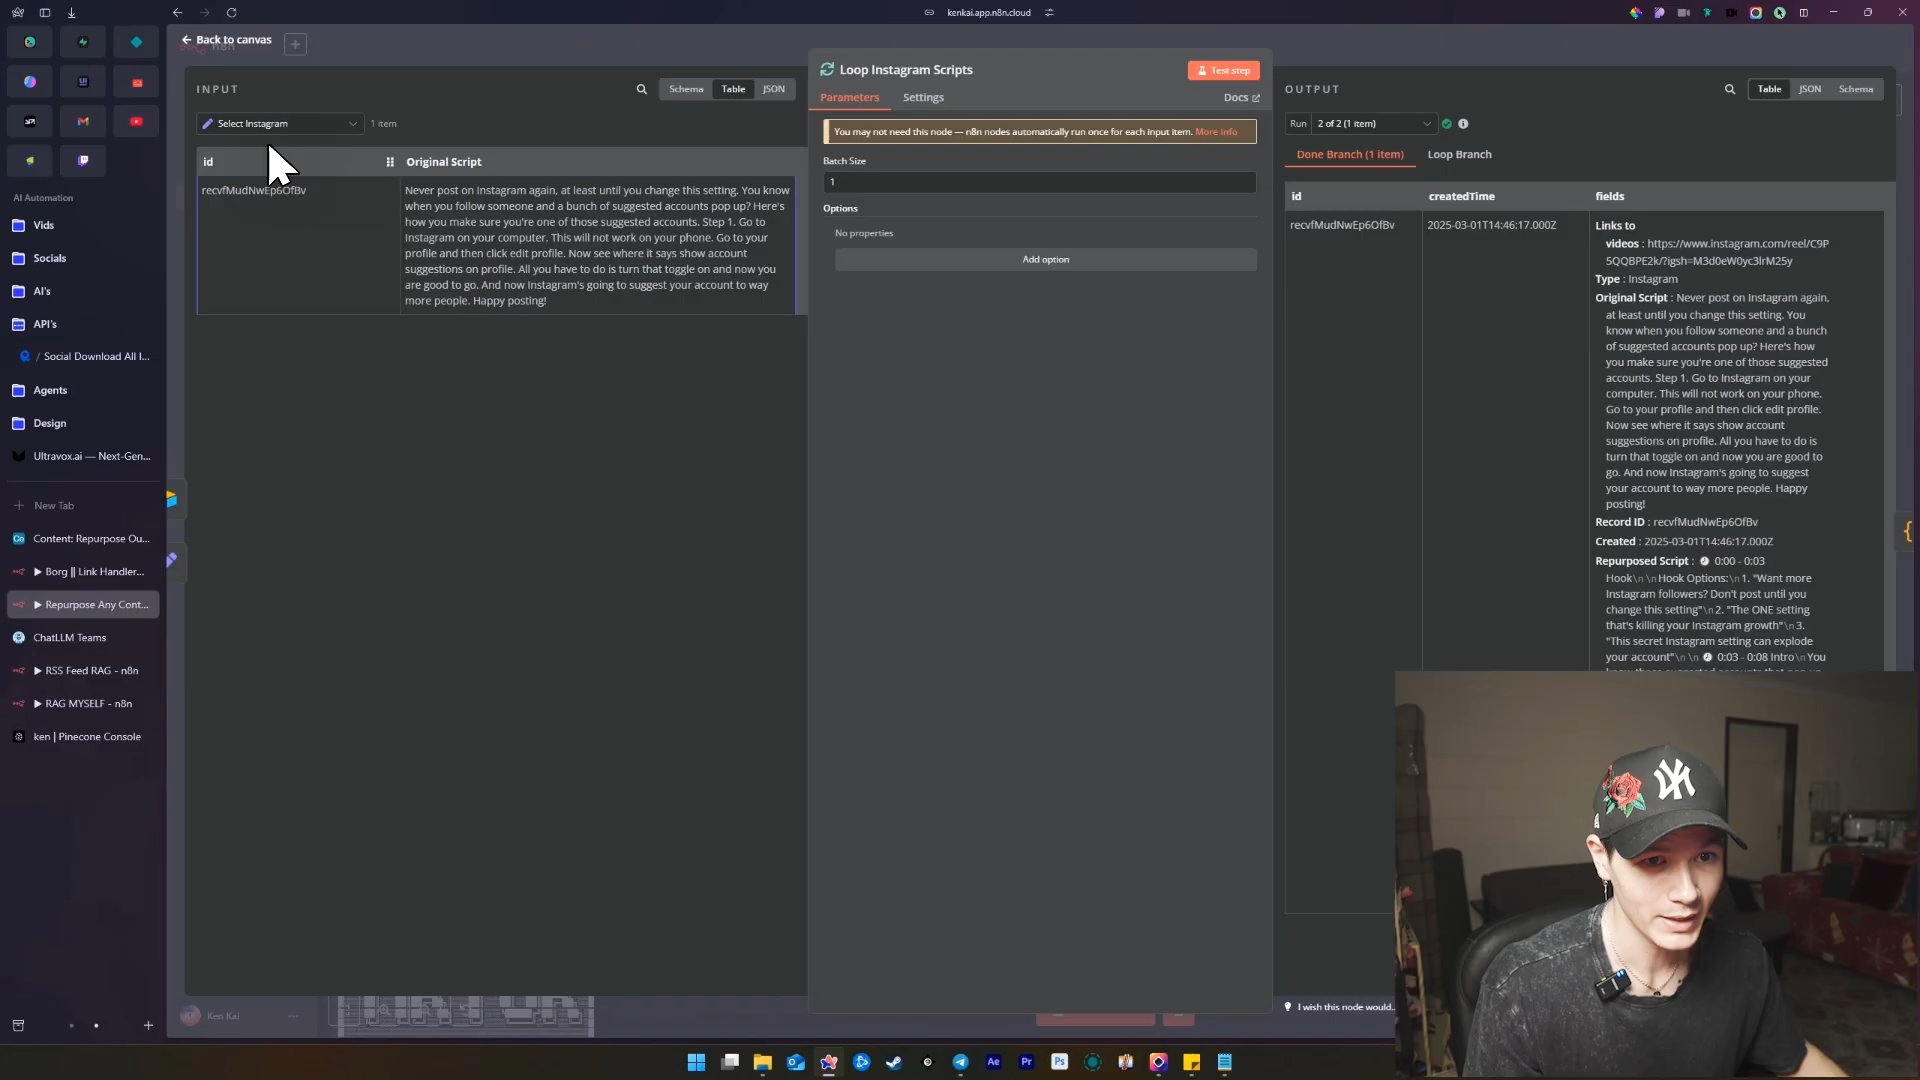 kenkai.app.n8n.cloud
Back to canvas
AI Automation
Vids
Socials
AI's
API's
/ Social Download All I...
Agents
Design
Ultravox.ai — Next-Gen...
New Tab
Content: Repurpose Ou...
Borg || Link Handler...
Repurpose Any Cont...
ChatLLM Teams
RSS Feed RAG - n8n
RAG MYSELF - n8n
ken | Pinecone Console
INPUT
Schema Table JSON
Select Instagram 1 item
id Original Script
recvfMudNwEp6OfBv
Never post on Instagram again, at least until you change this setting. You know
when you follow someone and a bunch of suggested accounts pop up? Here's
how you make sure you're one of those suggested accounts. Step 1. Go to
Instagram on your computer. This will not work on your phone. Go to your
profile and then click edit profile. Now see where it says show account
suggestions on profile. All you have to do is turn that toggle on and now you
are good to go. And now Instagram's going to suggest your account to way
more people. Happy posting!
Ken Kai
Loop Instagram Scripts
Test step
Parameters Settings Docs
You may not need this node — n8n nodes automatically run once for each input item. More info
Batch Size
1
Options
No properties
Add option
OUTPUT
Table JSON Schema
Run 2 of 2 (1 item)
Done Branch (1 item) Loop Branch
id createdTime fields
recvfMudNwEp6OfBv 2025-03-01T14:46:17.000Z
Links to
videos : https://www.instagram.com/reel/C9P
5QQBPE2k/?igsh=M3d0eW0yc3lrM25y
Type : Instagram
Original Script : Never post on Instagram again,
at least until you change this setting. You
know when you follow someone and a bunch
of suggested accounts pop up? Here's how
you make sure you're one of those suggested
accounts. Step 1. Go to Instagram on your
computer. This will not work on your phone.
Go to your profile and then click edit profile.
Now see where it says show account
suggestions on profile. All you have to do is
turn that toggle on and now you are good to
go. And now Instagram's going to suggest
your account to way more people. Happy
posting!
Record ID : recvfMudNwEp6OfBv
Created : 2025-03-01T14:46:17.000Z
Repurposed Script : 0:00 - 0:03
Hook\n\nHook Options:\n1. "Want more
Instagram followers? Don't post until you
change this setting"\n2. "The ONE setting
that's killing your Instagram growth"\n3.
"This secret Instagram setting can explode
your account"\n\n 0:03 - 0:08 Intro\nYou
I wish this node would...